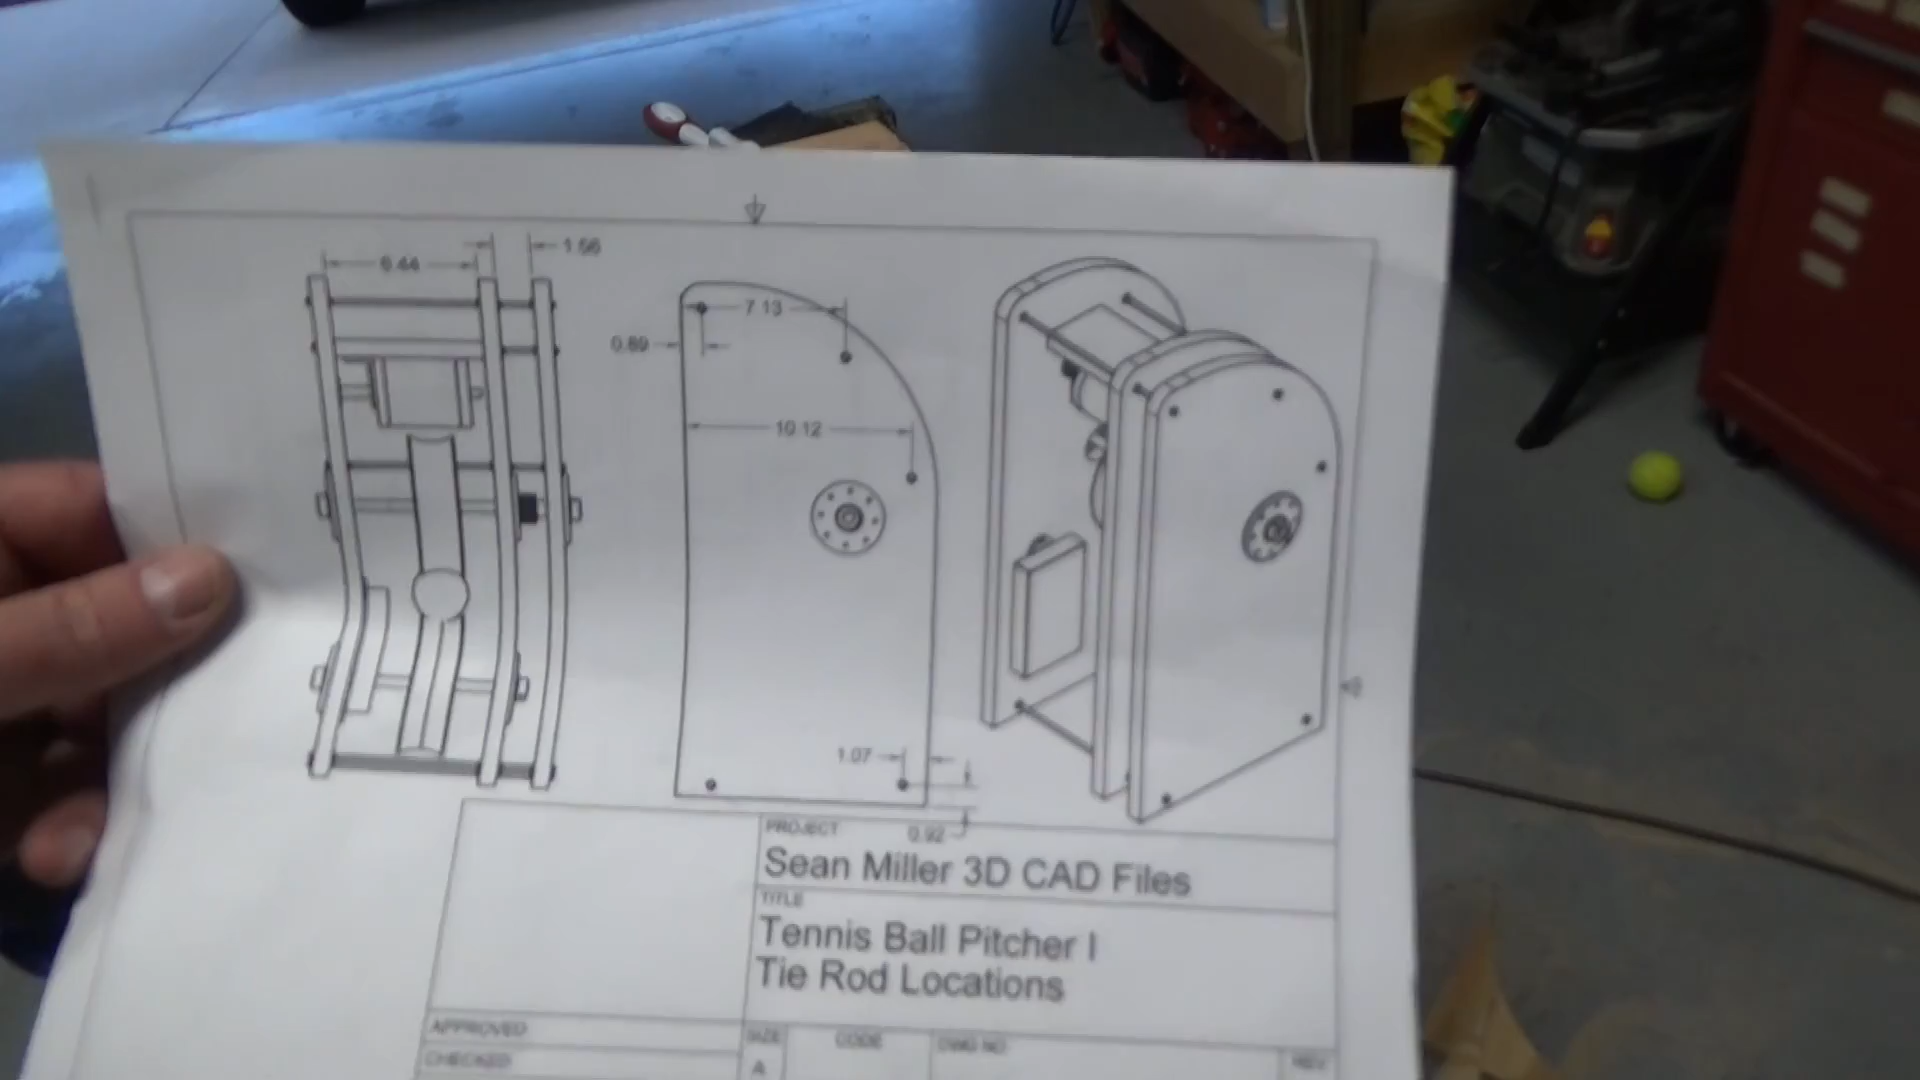 6.44
1.56
7.13
0.89
10.12
1.07
0.92
PROJECT
Sean Miller 3D CAD Files
TITLE
Tennis Ball Pitcher I
Tie Rod Locations
APPROVED
CHECKED
SIZE
A
CODE
DWG NO
REV